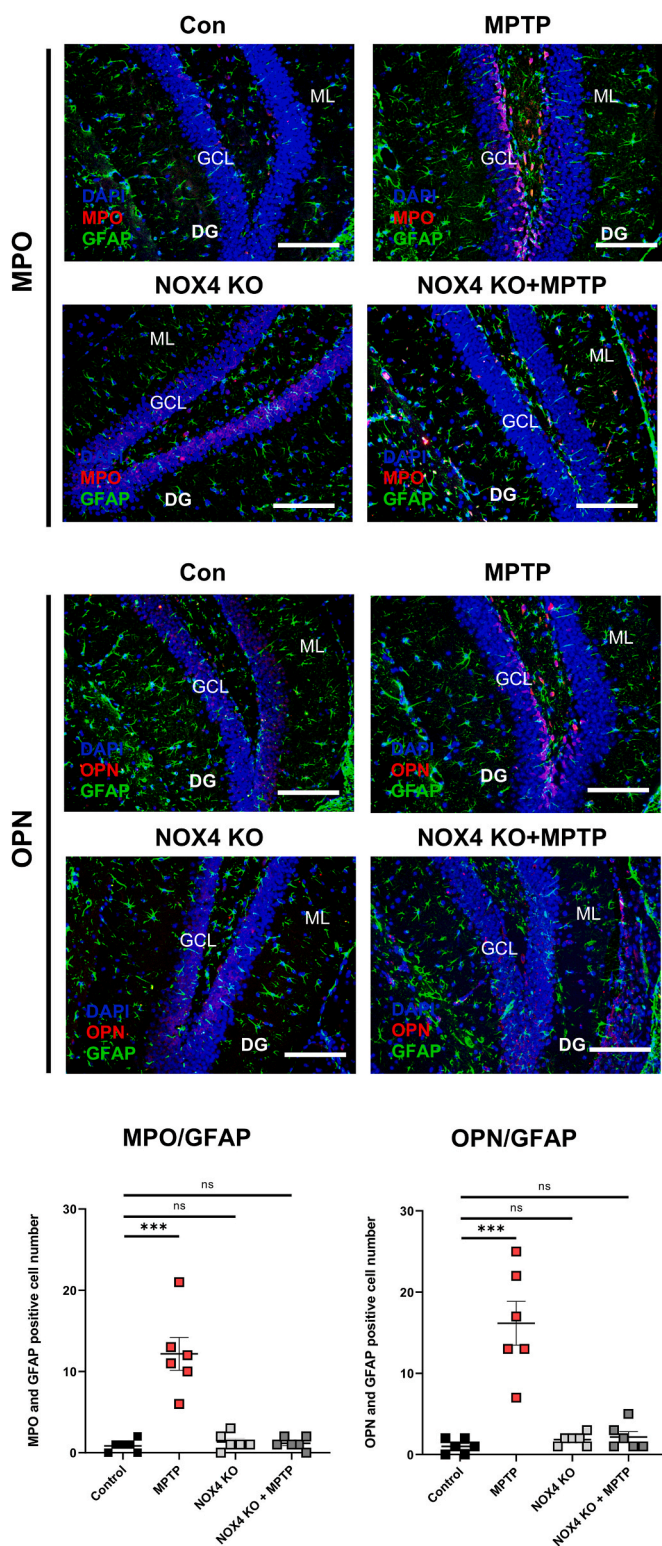 Con
MPTP
MPO
ML
GCL
DAPI
MPO
GFAP
DG
ML
GCL
DAPI
MPO
GFAP
DG
NOX4 KO
NOX4 KO+MPTP
ML
GCL
DAPI
MPO
GFAP
DG
ML
GCL
DAPI
MPO
GFAP
DG
Con
MPTP
OPN
ML
GCL
DAPI
OPN
GFAP
DG
ML
GCL
DAPI
OPN
GFAP
DG
NOX4 KO
NOX4 KO+MPTP
ML
GCL
DAPI
OPN
GFAP
DG
ML
GCL
DAPI
OPN
GFAP
DG
MPO/GFAP
MPO and GFAP positive cell number
ns
ns
***
30
20
10
0
Control
MPTP
NOX4 KO
NOX4 KO + MPTP
OPN/GFAP
OPN and GFAP positive cell number
ns
ns
***
30
20
10
0
Control
MPTP
NOX4 KO
NOX4 KO + MPTP